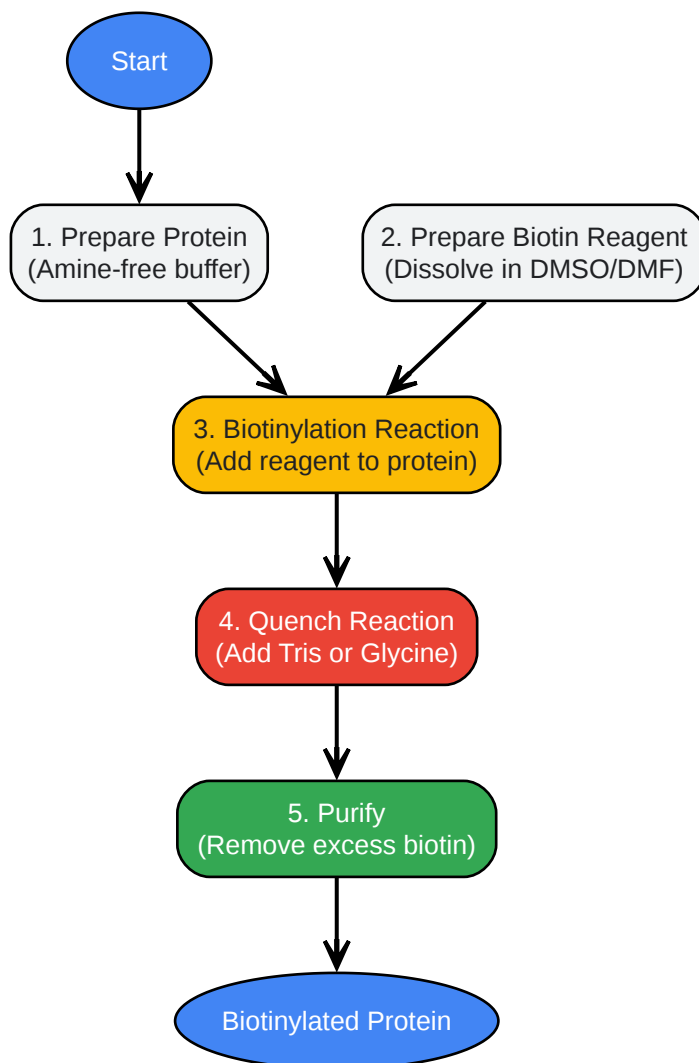 Start
1. Prepare Protein
(Amine-free buffer)
2. Prepare Biotin Reagent
(Dissolve in DMSO/DMF)
3. Biotinylation Reaction
(Add reagent to protein)
4. Quench Reaction
(Add Tris or Glycine)
5. Purify
(Remove excess biotin)
Biotinylated Protein